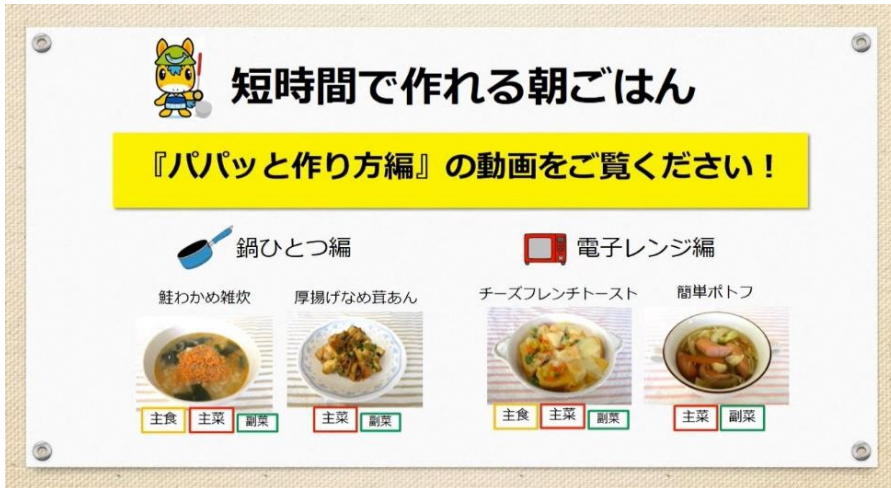 短時間で作れる朝ごはん
『パパッと作り方編』の動画をご覧ください！
鍋ひとつ編
電子レンジ編
鮭わかめ雑炊
厚揚げなめ茸あん
チーズフレンチトースト
簡単ポトフ
主食 主菜 副菜
主菜 副菜
主食 主菜 副菜
主菜 副菜